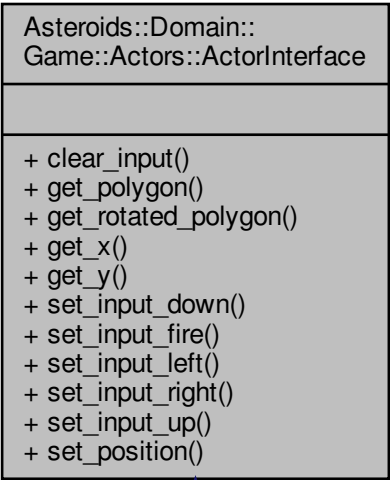 Asteroids::Domain::
Game::Actors::ActorInterface
+ clear_input()
+ get_polygon()
+ get_rotated_polygon()
+ get_x()
+ get_y()
+ set_input_down()
+ set_input_fire()
+ set_input_left()
+ set_input_right()
+ set_input_up()
+ set_position()